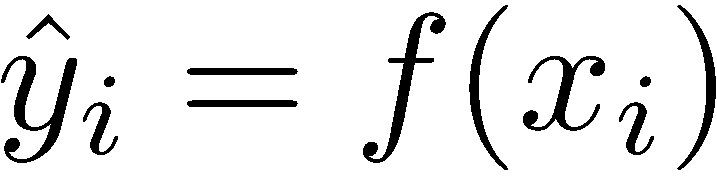 ŷᵢ = f(xᵢ)